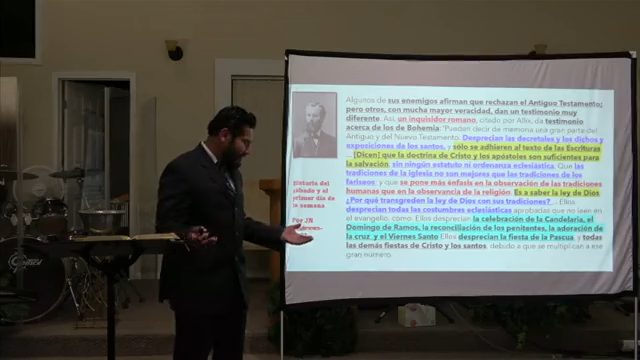 Algunos de sus enemigos afirman que rechazan el Antiguo Testamento;
pero otros, con mucha mayor veracidad, dan un testimonio muy
diferente. Así, un inquisidor romano, citado por Allix, da testimonio
acerca de los de Bohemia: "Pueden decir de memoria una gran parte del
Antiguo y del Nuevo Testamento. Desprecian las decretales y los dichos y
exposiciones de los santos, y sólo se adhieren al texto de las Escrituras
... [Dicen] que la doctrina de Cristo y los apóstoles son suficientes para
la salvación, sin ningún estatuto ni ordenanza eclesiástica. Que las
tradiciones de la iglesia no son mejores que las tradiciones de los
fariseos; y que se pone más énfasis en la observación de las tradiciones
humanas que en la observancia de la religión. Es a saber la ley de Dios
¿Por qué transgreden la ley de Dios con sus tradiciones?... Ellos
desprecian todas las costumbres eclesiásticas aprobadas que no leen en
el evangelio, como: Ellos desprecian la celebración de la Candelaria, el
Domingo de Ramos, la reconciliación de los penitentes, la adoración de
la cruz y el Viernes Santo Ellos desprecian la fiesta de la Pascua, y todas
las demás fiestas de Cristo y los santos, debido a que se multiplican a ese
gran número.
Historia del
sábado y el
primer día de
la semana
Por JN
Andrews-